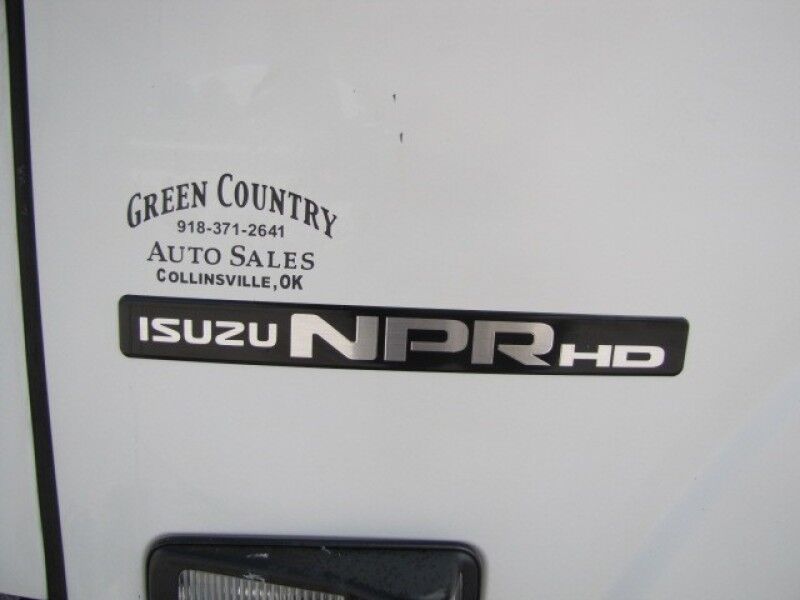 GREEN COUNTRY
918-371-2641
AUTO SALES
COLLINSVILLE, OK
ISUZU NPR HD